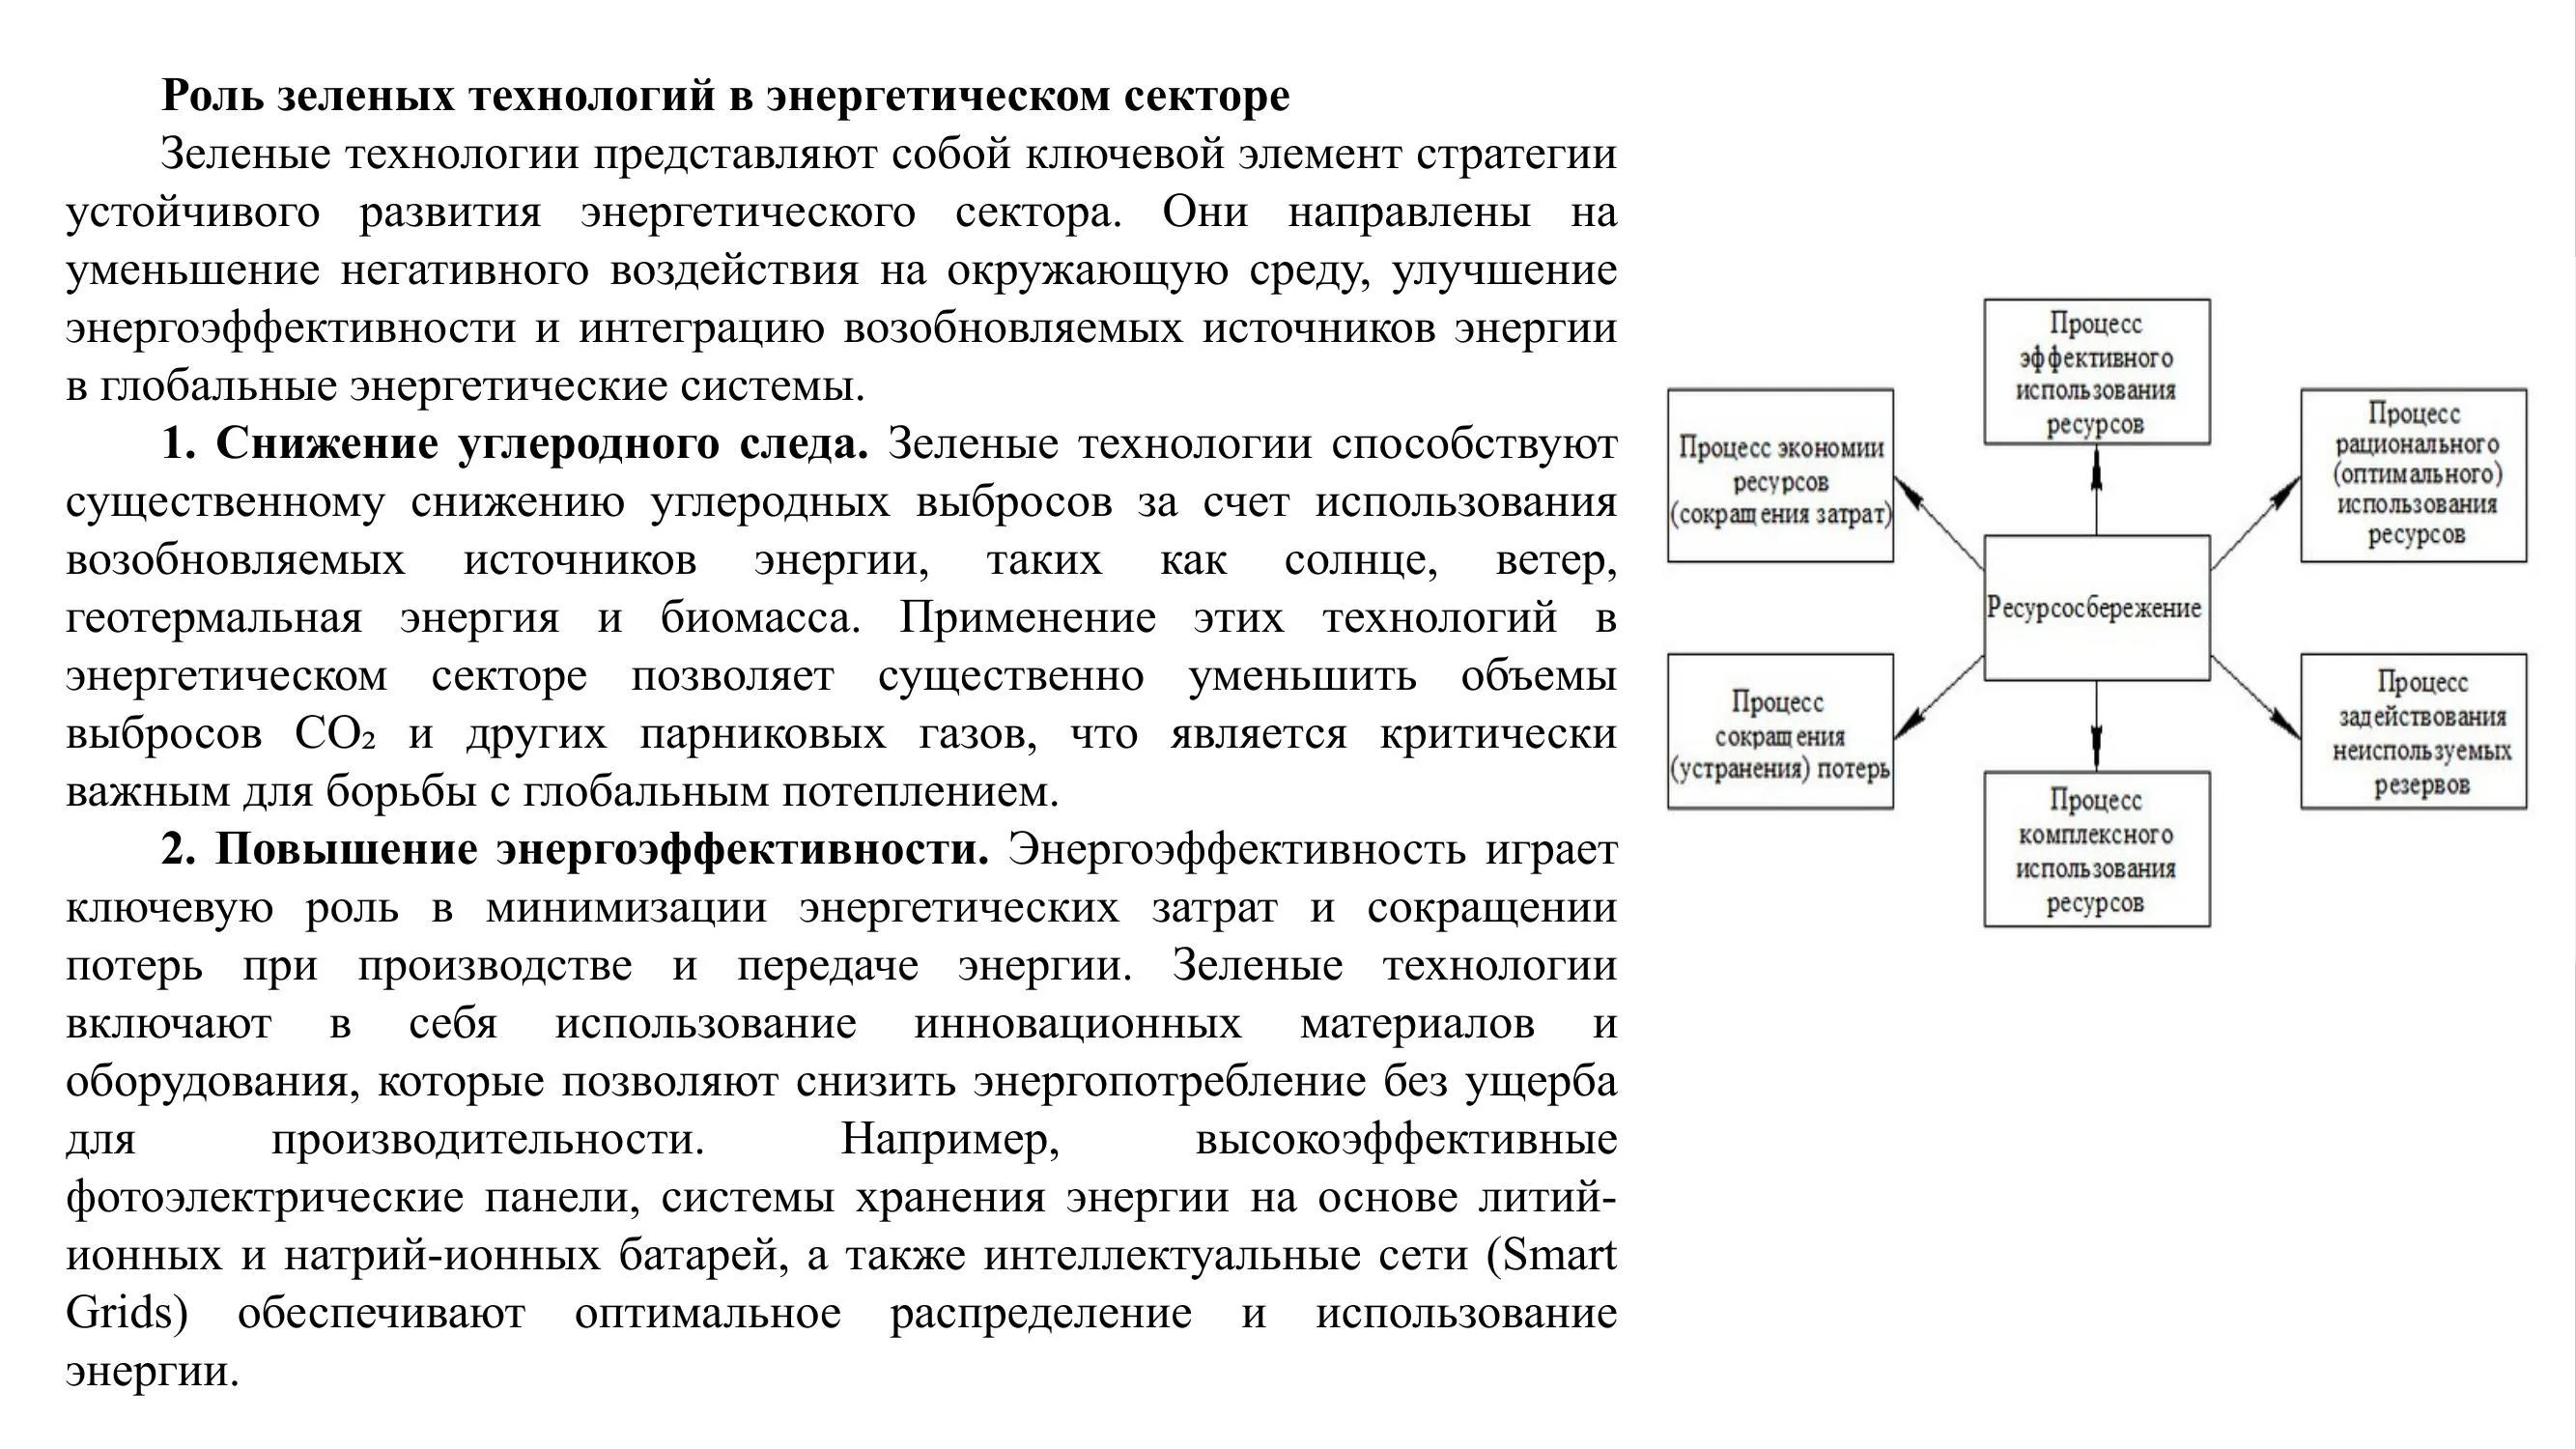 Роль зеленых технологий в энергетическом секторе
Зеленые технологии представляют собой ключевой элемент стратегии
устойчивого развития энергетического сектора. Они направлены на
уменьшение негативного воздействия на окружающую среду, улучшение
энергоэффективности и интеграцию возобновляемых источников энергии
в глобальные энергетические системы.
1. Снижение углеродного следа. Зеленые технологии способствуют
существенному снижению углеродных выбросов за счет использования
возобновляемых источников энергии, таких как солнце, ветер,
геотермальная энергия и биомасса. Применение этих технологий в
энергетическом секторе позволяет существенно уменьшить объемы
выбросов CO₂ и других парниковых газов, что является критически
важным для борьбы с глобальным потеплением.
2. Повышение энергоэффективности. Энергоэффективность играет
ключевую роль в минимизации энергетических затрат и сокращении
потерь при производстве и передаче энергии. Зеленые технологии
включают в себя использование инновационных материалов и
оборудования, которые позволяют снизить энергопотребление без ущерба
для производительности. Например, высокоэффективные
фотоэлектрические панели, системы хранения энергии на основе литий-
ионных и натрий-ионных батарей, а также интеллектуальные сети (Smart
Grids) обеспечивают оптимальное распределение и использование
энергии.
Процесс
эффективного
использования
ресурсов
Процесс экономии
ресурсов
(сокращения затрат)
Процесс
рационального
(оптимального)
использования
ресурсов
Ресурсосбережение
Процесс
сокращения
(устранения) потерь
Процесс
задействования
неиспользуемых
резервов
Процесс
комплексного
использования
ресурсов